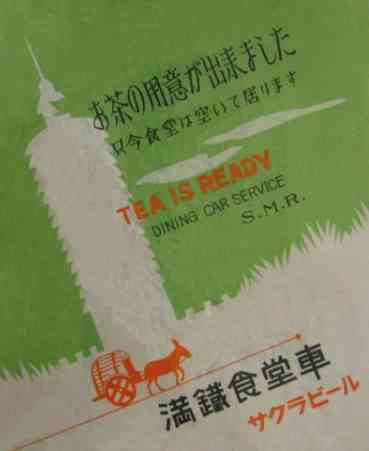 お茶の用意が出来ました
只今食堂は空いて居ります
TEA IS READY
DINING CAR SERVICE
S.M.R.
満鐵食堂車
サクラビール